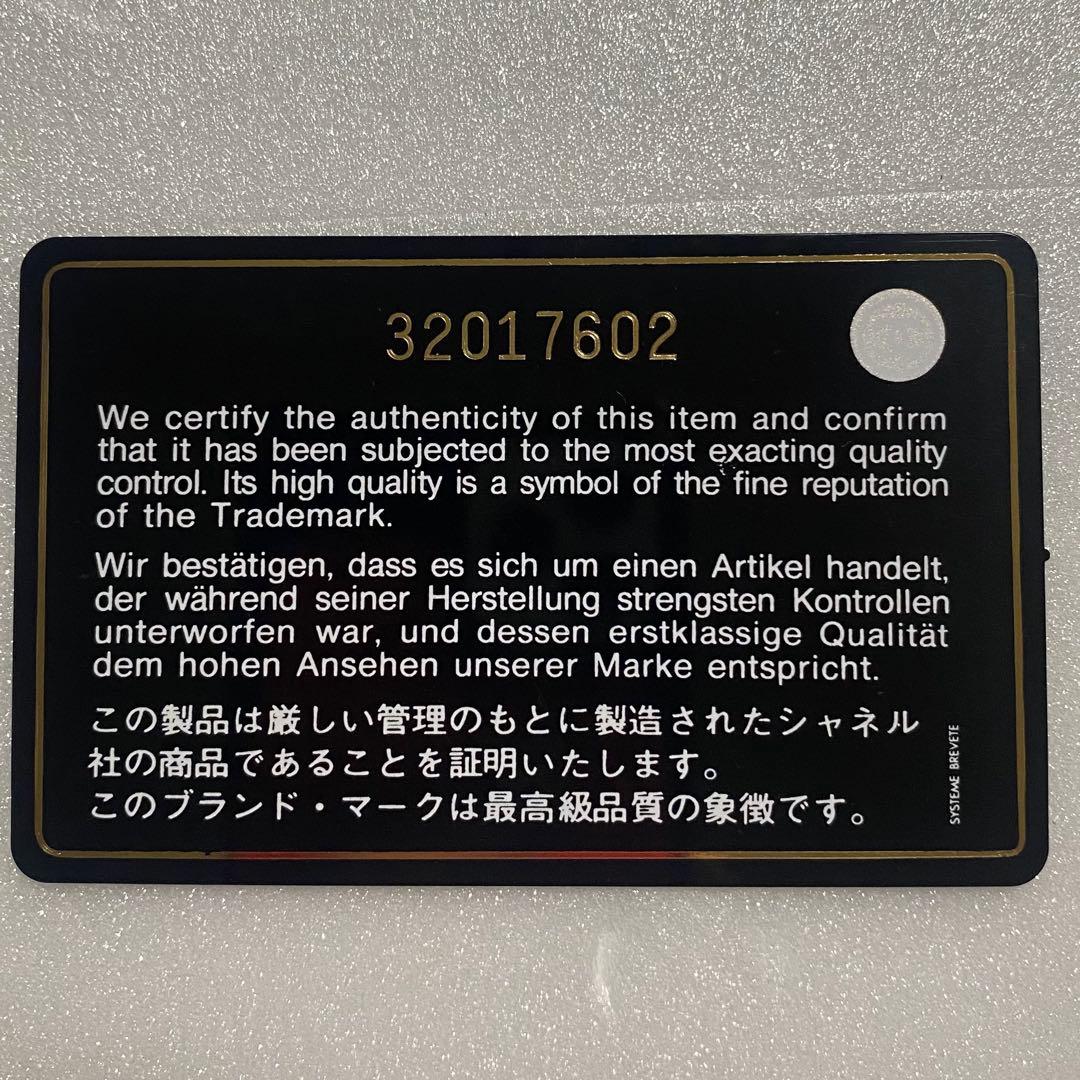 32017602
We certify the authenticity of this item and confirm
that it has been subjected to the most exacting quality
control. Its high quality is a symbol of the fine reputation
of the Trademark.
Wir bestätigen, dass es sich um einen Artikel handelt,
der während seiner Herstellung strengsten Kontrollen
unterworfen war, und dessen erstklassige Qualität
dem hohen Ansehen unserer Marke entspricht.
この製品は厳しい管理のもとに製造されたシャネル
社の商品であることを証明いたします。
このブランド・マークは最高級品質の象徴です。
SYSTEME BREVETE